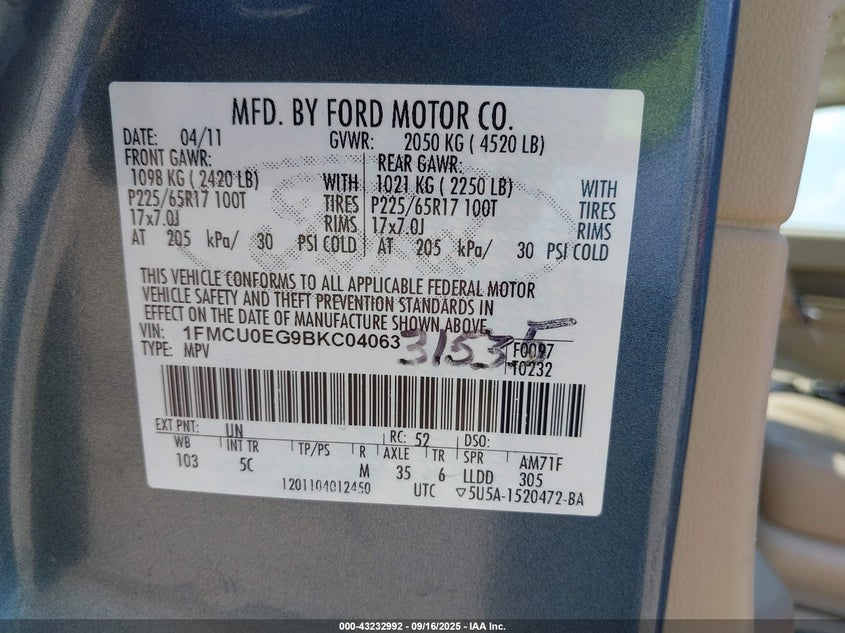 MFD. BY FORD MOTOR CO.
DATE: 04/11 GVWR: 2050 KG ( 4520 LB)
FRONT GAWR: REAR GAWR:
1098 KG ( 2420 LB) WITH 1021 KG ( 2250 LB) WITH
P225/65R17 100T TIRES P225/65R17 100T TIRES
17x7.0J RIMS 17x7.0J RIMS
AT 205 kPa/ 30 PSI COLD AT 205 kPa/ 30 PSI COLD
THIS VEHICLE CONFORMS TO ALL APPLICABLE FEDERAL MOTOR
VEHICLE SAFETY AND THEFT PREVENTION STANDARDS IN
EFFECT ON THE DATE OF MANUFACTURE SHOWN ABOVE.
VIN: 1FMCU0EG9BKC04063 31535 F0097
TYPE: MPV T0232
EXT PNT: UN RC: 52 DSO:
WB INT TR TP/PS R AXLE TR SPR AM71F
103 5C M 35 6 LLDD 305
1201104012450 UTC ▽5U5A-1520472-BA
000-43232992 - 09/16/2025 - IAA Inc.